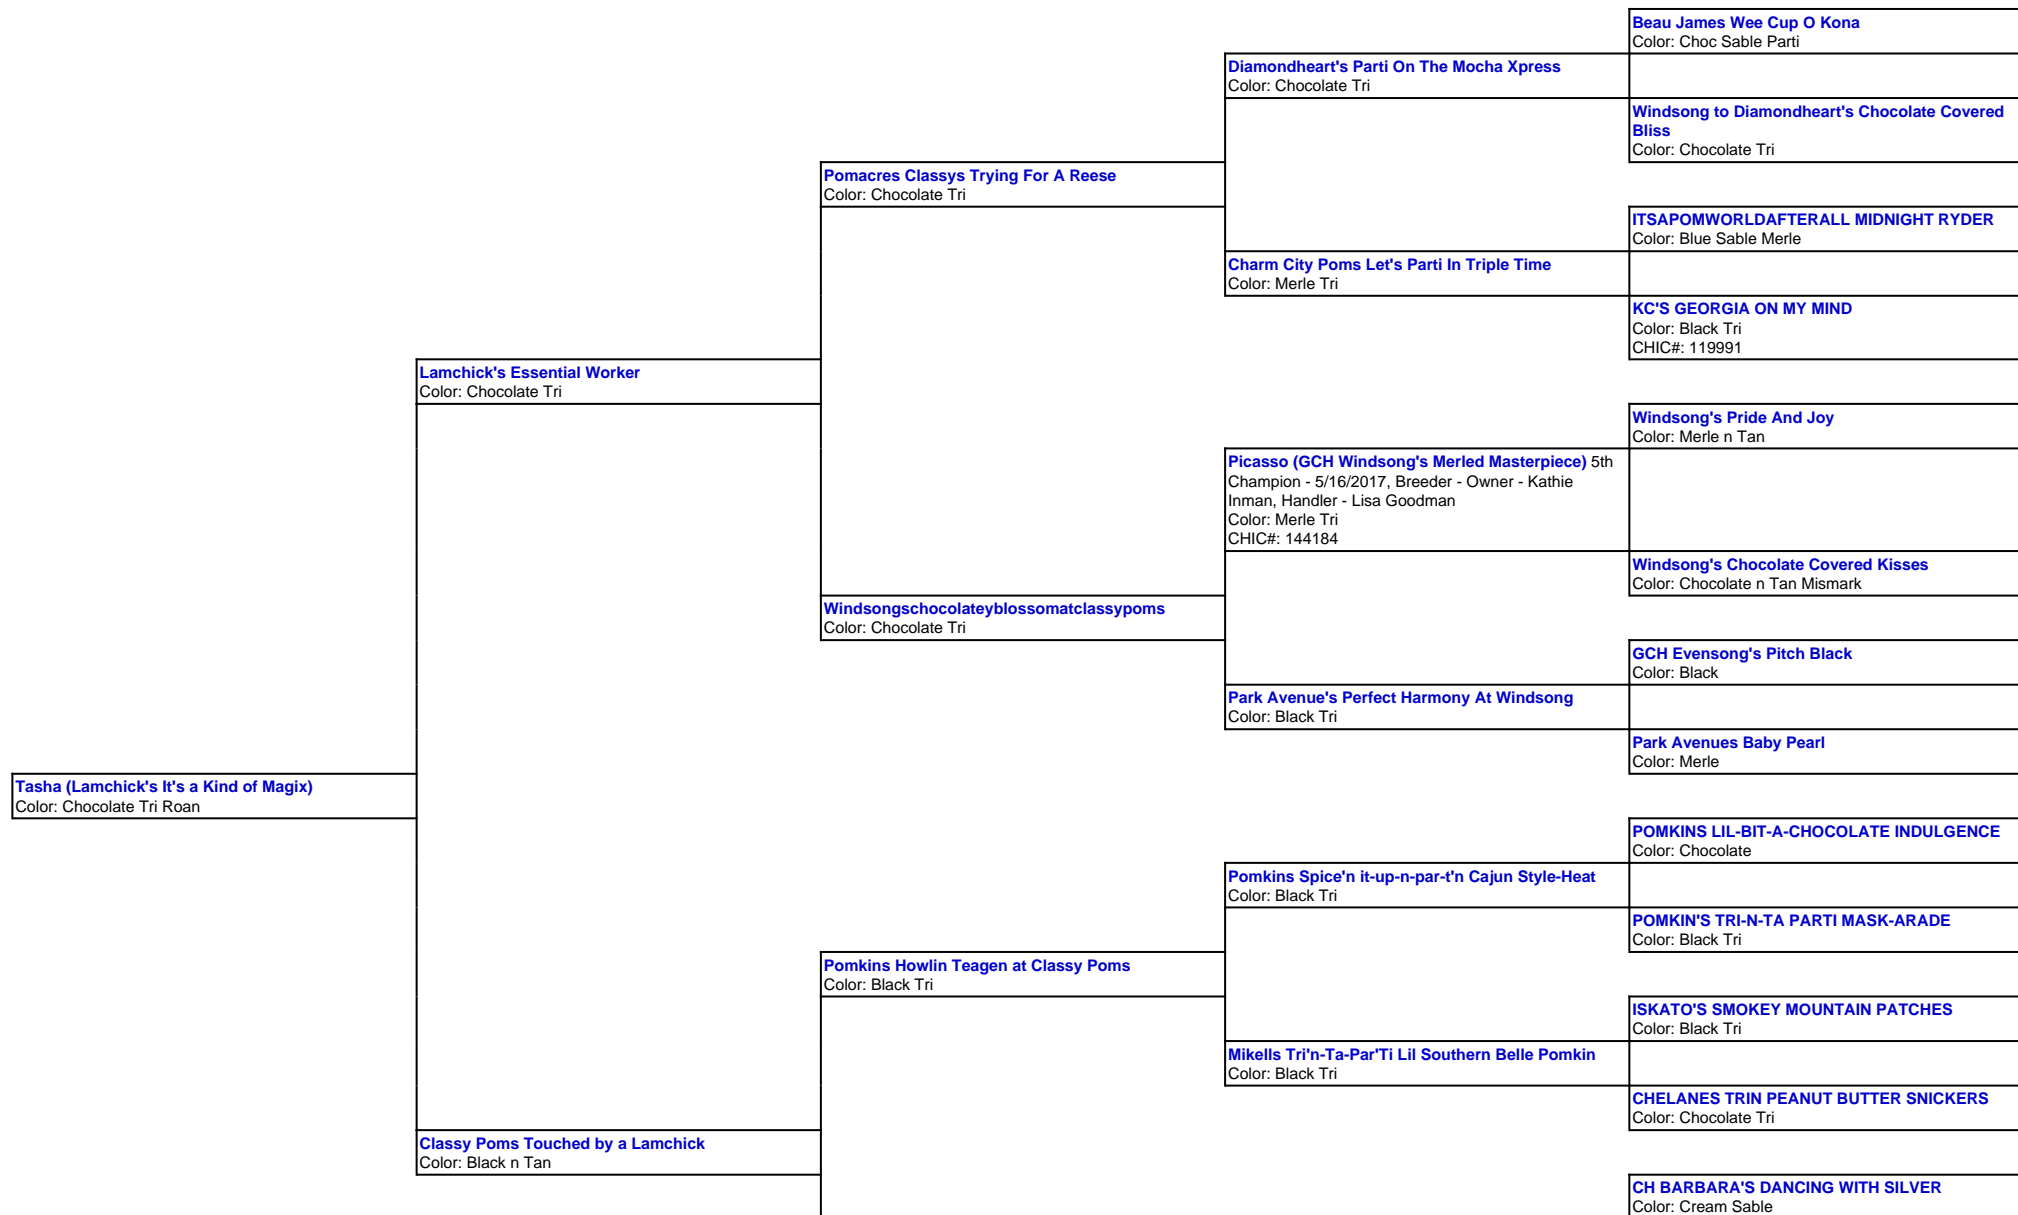 Beau James Wee Cup O Kona
Color: Choc Sable Parti
Diamondheart's Parti On The Mocha Xpress
Color: Chocolate Tri
Windsong to Diamondheart's Chocolate Covered
Bliss
Color: Chocolate Tri
Pomacres Classys Trying For A Reese
Color: Chocolate Tri
ITSAPOMWORLDAFTERALL MIDNIGHT RYDER
Color: Blue Sable Merle
Charm City Poms Let's Parti In Triple Time
Color: Merle Tri
KC'S GEORGIA ON MY MIND
Color: Black Tri
CHIC#: 119991
Lamchick's Essential Worker
Color: Chocolate Tri
Windsong's Pride And Joy
Color: Merle n Tan
Picasso (GCH Windsong's Merled Masterpiece) 5th
Champion - 5/16/2017, Breeder - Owner - Kathie
Inman, Handler - Lisa Goodman
Color: Merle Tri
CHIC#: 144184
Windsong's Chocolate Covered Kisses
Color: Chocolate n Tan Mismark
Windsongschocolateyblossomatclassypoms
Color: Chocolate Tri
GCH Evensong's Pitch Black
Color: Black
Park Avenue's Perfect Harmony At Windsong
Color: Black Tri
Park Avenues Baby Pearl
Color: Merle
Tasha (Lamchick's It's a Kind of Magix)
Color: Chocolate Tri Roan
POMKINS LIL-BIT-A-CHOCOLATE INDULGENCE
Color: Chocolate
Pomkins Spice'n it-up-n-par-t'n Cajun Style-Heat
Color: Black Tri
POMKIN'S TRI-N-TA PARTI MASK-ARADE
Color: Black Tri
Pomkins Howlin Teagen at Classy Poms
Color: Black Tri
ISKATO'S SMOKEY MOUNTAIN PATCHES
Color: Black Tri
Mikells Tri'n-Ta-Par'Ti Lil Southern Belle Pomkin
Color: Black Tri
CHELANES TRIN PEANUT BUTTER SNICKERS
Color: Chocolate Tri
Classy Poms Touched by a Lamchick
Color: Black n Tan
CH BARBARA'S DANCING WITH SILVER
Color: Cream Sable